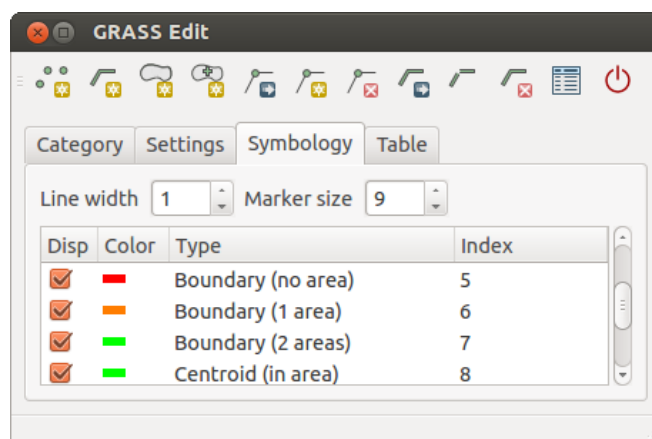 GRASS Edit
Category Settings Symbology Table
Line width 1 Marker size 9
Disp Color Type Index
Boundary (no area) 5
Boundary (1 area) 6
Boundary (2 areas) 7
Centroid (in area) 8